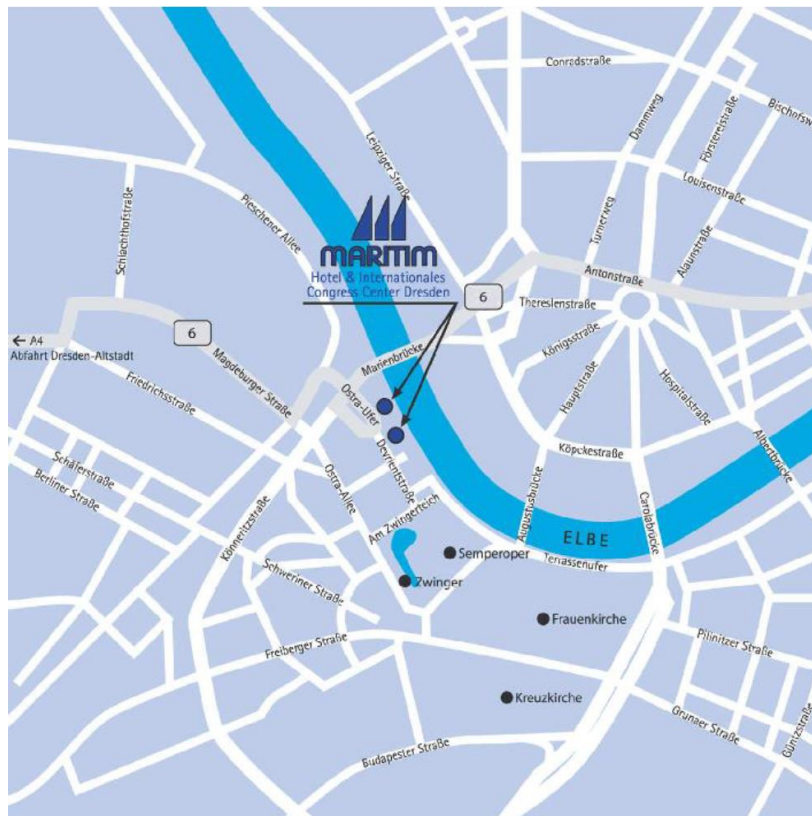 Conradstraße
Bischofsw
Dammweg
Förstereistraße
Leipziger Straße
Louisenstraße
Pieschener Allee
Schlachthofstraße
Turnerweg
Alaunstraße
MARITIM
Hotel & Internationales
Congress Center Dresden
Antonstraße
6
Theresienstraße
← A4
Abfahrt Dresden-Altstadt
6
Königsstraße
Marienbrücke
Magdeburger Straße
Friedrichsstraße
Hauptstraße
Hospitalstraße
Ostra-Ufer
Albertbrücke
Köpckestraße
Schäferstraße
Berliner Straße
Devrientstraße
Ostra-Allee
Könneritzstraße
Am Zwingerteich
Augustusbrücke
Carolabrücke
ELBE
Semperoper
Terrassenufer
Zwinger
Schweriner Straße
Frauenkirche
Freiberger Straße
Pillnitzer Straße
Kreuzkirche
Grunaer Straße
Güntzstraße
Budapester Straße